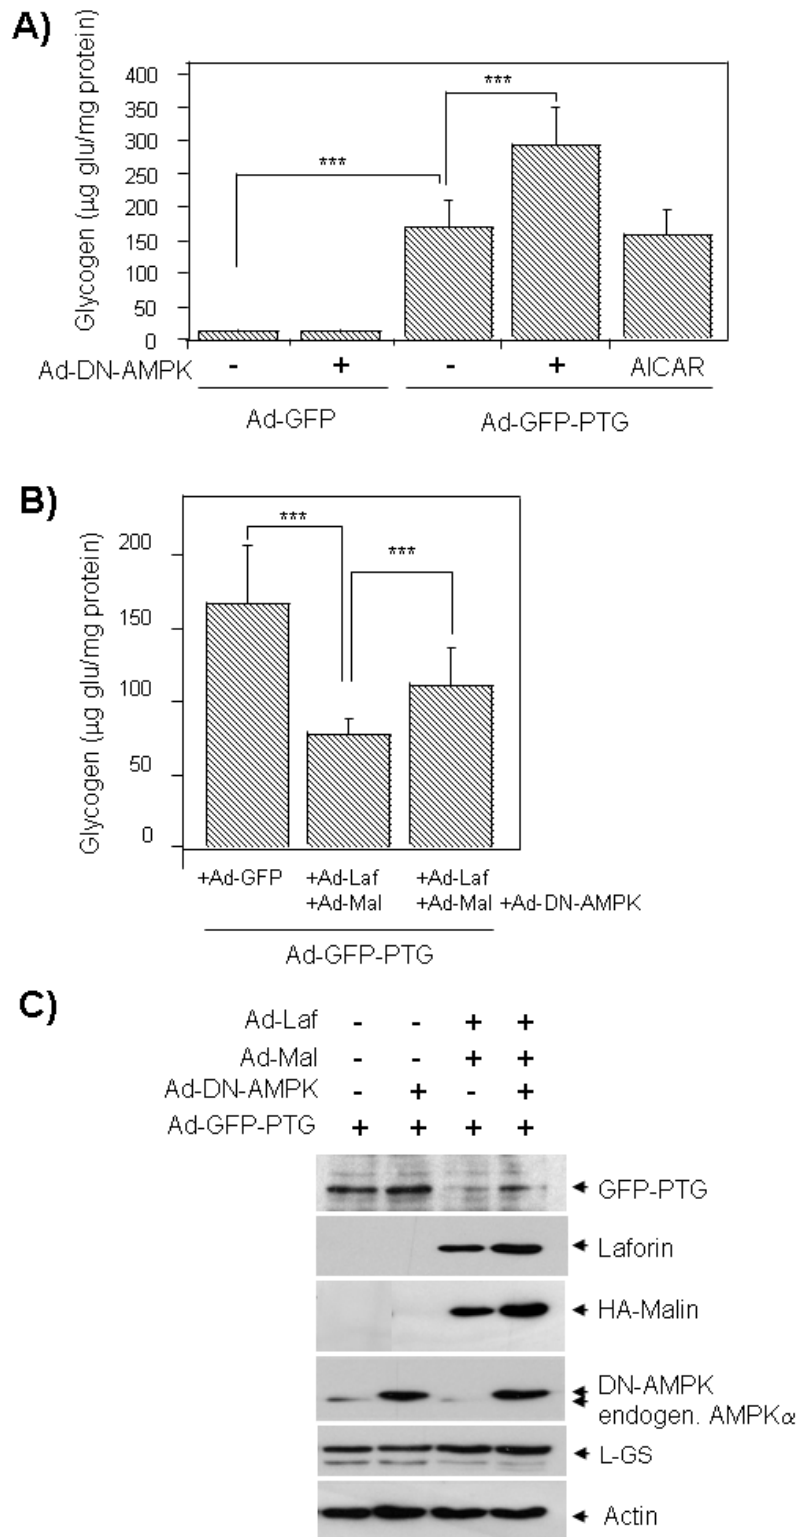 A)
Glycogen (µg glu/mg protein)
400
350
300
250
200
150
100
50
0
***
***
Ad-DN-AMPK - + - + AICAR
Ad-GFP Ad-GFP-PTG
B)
Glycogen (µg glu/mg protein)
200
150
100
50
0
***
***
+Ad-GFP +Ad-Laf +Ad-Laf
+Ad-Mal +Ad-Mal +Ad-DN-AMPK
Ad-GFP-PTG
C)
Ad-Laf - - + +
Ad-Mal - - + +
Ad-DN-AMPK - + - +
Ad-GFP-PTG + + + +
GFP-PTG
Laforin
HA-Malin
DN-AMPK
endogen. AMPKα
L-GS
Actin